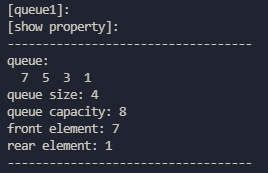 [queue1]:
[show property]:
-----------------------------------
queue:
  7  5  3  1
queue size: 4
queue capacity: 8
front element: 7
rear element: 1
-----------------------------------